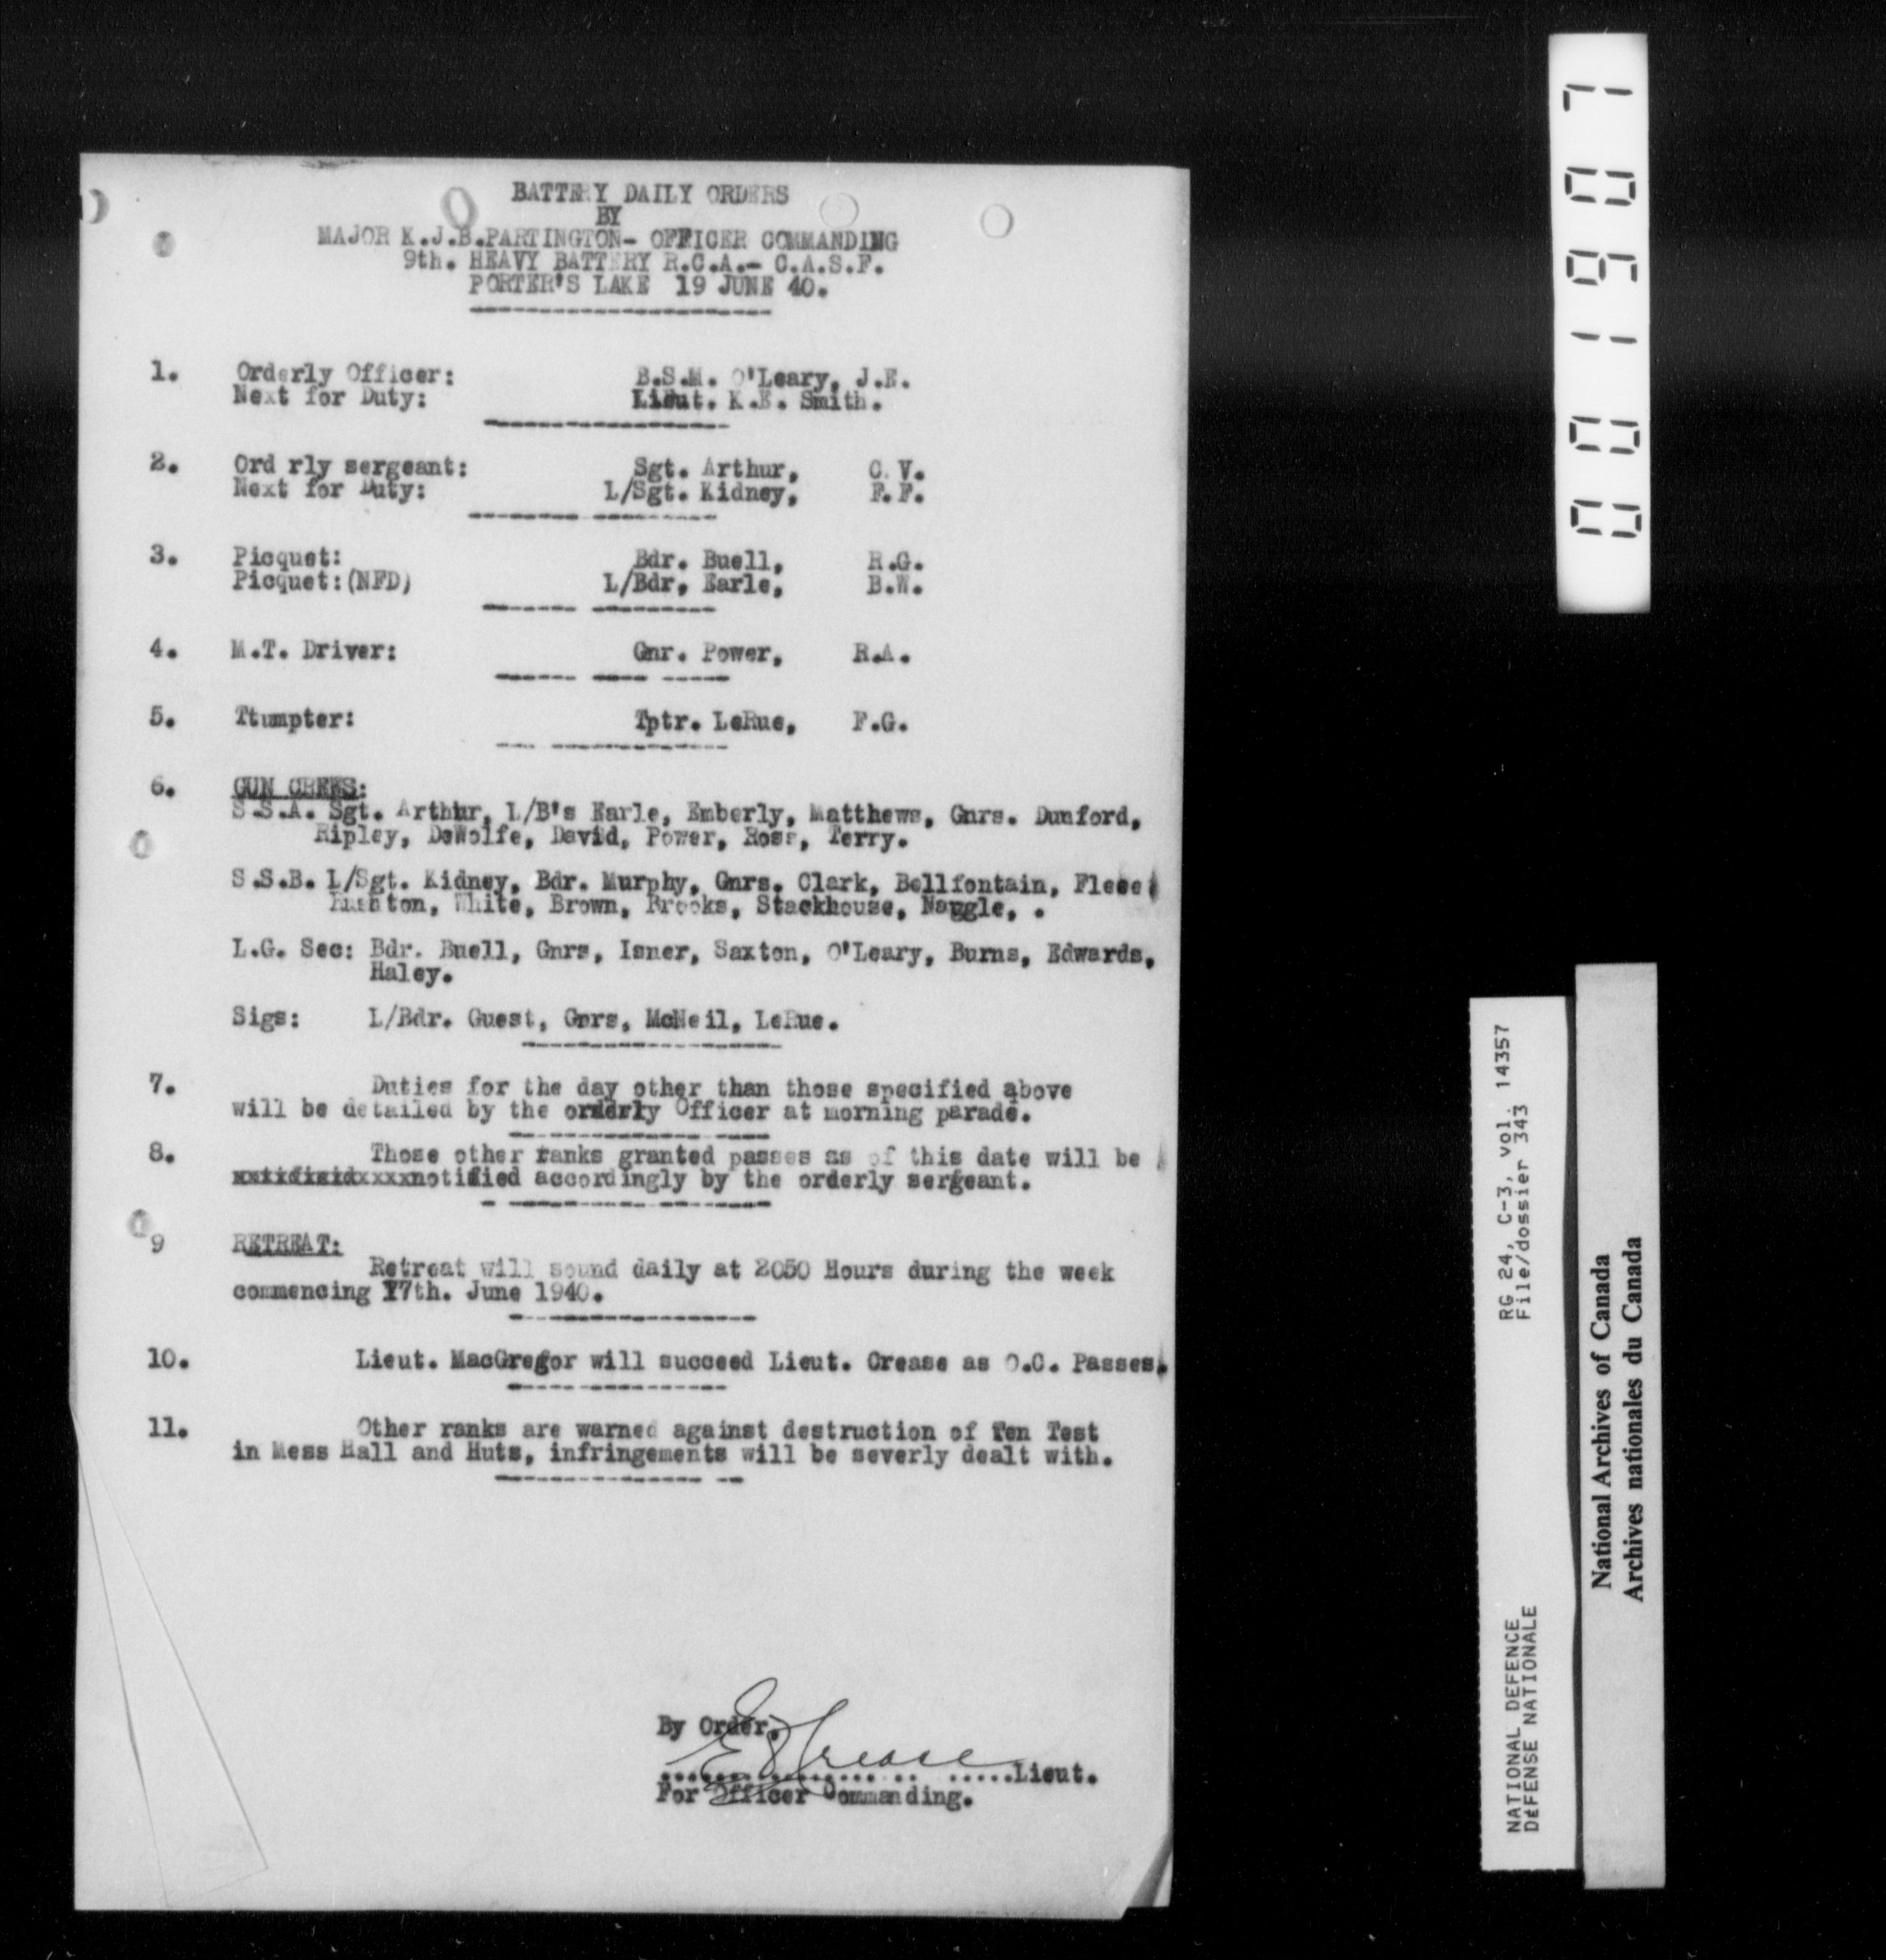 BATTERY DAILY ORDERS
BY
MAJOR K.J.B.PARTINGTON- OFFICER COMMANDING
9th. HEAVY BATTERY R.C.A.- C.A.S.F.
PORTER'S LAKE 19 JUNE 40.
1. Orderly Officer: B.S.M. O'Leary, J.E.
Next for Duty: Lieut. K.E. Smith.
2. Ord rly sergeant: Sgt. Arthur, C.V.
Next for Duty: L/Sgt. Kidney, F.F.
3. Picquet: Bdr. Buell, R.G.
Picquet:(NFD) L/Bdr, Earle, B.W.
4. M.T. Driver: Gnr. Power, R.A.
5. Ttumpter: Tptr. LeRue, F.G.
6. GUN CREWS:
S.S.A. Sgt. Arthur, L/B's Earle, Emberly, Matthews, Gnrs. Dunford,
Ripley, DeWolfe, David, Power, Ross, Terry.
S.S.B. L/Sgt. Kidney, Bdr. Murphy, Gnrs. Clark, Bellfontain,
White, Brown, Brooks, Stackhouse, Naugle, .
L.G. Sec: Bdr. Buell, Gnrs, Isner, Saxton, O'Leary, Burns, Edwards,
Haley.
Sigs: L/Bdr. Guest, Gnrs, McNeil, LeRue.
7. Duties for the day other than those specified above
will be detailed by the orderly Officer at morning parade.
8. Those other ranks granted passes as of this date will be
notified accordingly by the orderly sergeant.
9 RETREAT:
Retreat will sound daily at 2050 Hours during the week
commencing 17th. June 1940.
10. Lieut. MacGregor will succeed Lieut. Crease as O.C. Passes.
11. Other ranks are warned against destruction of Ten Test
in Mess Hall and Huts, infringements will be severly dealt with.
By Order,
E Crease
.....Lieut.
For Officer Commanding.
0001907
RG 24, C-3, vol. 14357
File/dossier 343
NATIONAL DEFENCE
DÉFENSE NATIONALE
National Archives of Canada
Archives nationales du Canada